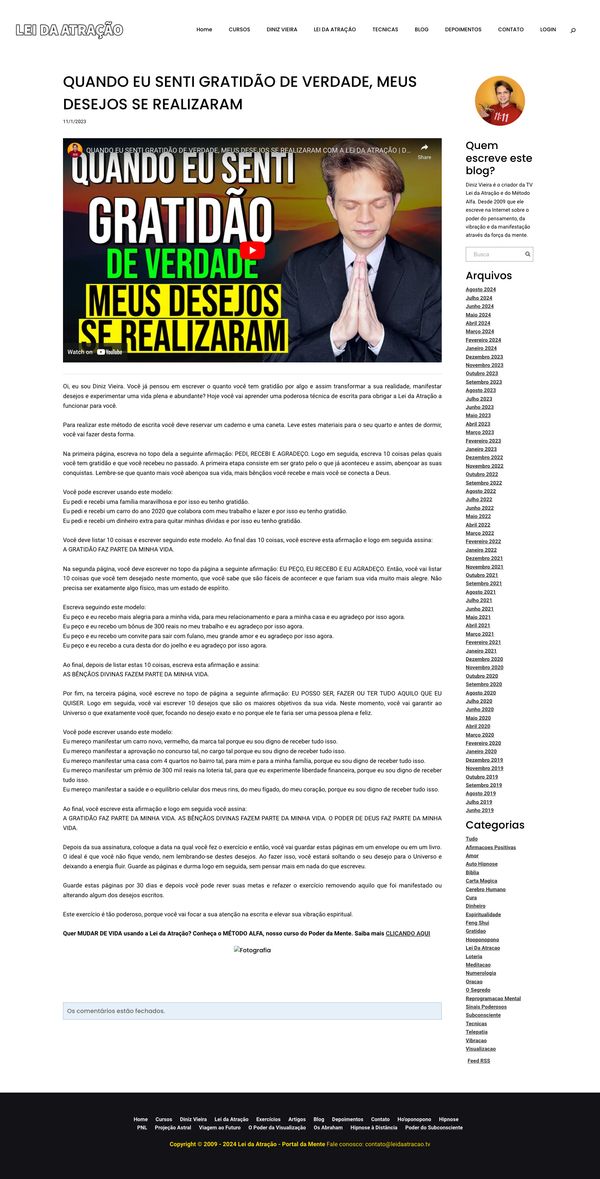 LEI DA ATRAÇÃO
Home CURSOS DINIZ VIEIRA LEI DA ATRAÇÃO TECNICAS BLOG DEPOIMENTOS CONTATO LOGIN
QUANDO EU SENTI GRATIDÃO DE VERDADE, MEUS
DESEJOS SE REALIZARAM
11/1/2023
QUANDO EU SENTI GRATIDÃO DE VERDADE, MEUS DESEJOS SE REALIZARAM COM A LEI DA ATRAÇÃO | D...
Share
QUANDO EU SENTI
GRATIDÃO
DE VERDADE
MEUS DESEJOS
SE REALIZARAM
Watch on YouTube
Oi, eu sou Diniz Vieira. Você já pensou em escrever o quanto você tem gratidão por algo e assim transformar a sua realidade, manifestar
desejos e experimentar uma vida plena e abundante? Hoje você vai aprender uma poderosa técnica de escrita para obrigar a Lei da Atração a
funcionar para você.
Para realizar este método de escrita você deve reservar um caderno e uma caneta. Leve estes materiais para o seu quarto e antes de dormir,
você vai fazer desta forma.
Na primeira página, escreva no topo dela a seguinte afirmação: PEDI, RECEBI E AGRADEÇO. Logo em seguida, escreva 10 coisas pelas quais
você tem gratidão e que você recebeu no passado. A primeira etapa consiste em ser grato pelo o que já aconteceu e assim, abençoar as suas
conquistas. Lembre-se que quanto mais você abençoa sua vida, mais bênçãos você recebe e mais você se conecta a Deus.
Você pode escrever usando este modelo:
Eu pedi e recebi uma família maravilhosa e por isso eu tenho gratidão.
Eu pedi e recebi um carro do ano 2020 que colabora com meu trabalho e lazer e por isso eu tenho gratidão.
Eu pedi e recebi um dinheiro extra para quitar minhas dívidas e por isso eu tenho gratidão.
Você deve listar 10 coisas e escrever seguindo este modelo. Ao final das 10 coisas, você escreve esta afirmação e logo em seguida assina:
A GRATIDÃO FAZ PARTE DA MINHA VIDA.
Na segunda página, você deve escrever no topo da página a seguinte afirmação: EU PEÇO, EU RECEBO E EU AGRADEÇO. Então, você vai listar
10 coisas que você tem desejado neste momento, que você sabe que são fáceis de acontecer e que fariam sua vida muito mais alegre. Não
precisa ser exatamente algo físico, mas um estado de espírito.
Escreva seguindo este modelo:
Eu peço e eu recebo mais alegria para a minha vida, para meu relacionamento e para a minha casa e eu agradeço por isso agora.
Eu peço e eu recebo um bônus de 300 reais no meu trabalho e eu agradeço por isso agora.
Eu peço e eu recebo um convite para sair com fulano, meu grande amor e eu agradeço por isso agora.
Eu peço e eu recebo a cura desta dor do joelho e eu agradeço por isso agora.
Ao final, depois de listar estas 10 coisas, escreva esta afirmação e assina:
AS BÊNÇÃOS DIVINAS FAZEM PARTE DA MINHA VIDA.
Por fim, na terceira página, você escreve no topo de página a seguinte afirmação: EU POSSO SER, FAZER OU TER TUDO AQUILO QUE EU
QUISER. Logo em seguida, você vai escrever 10 desejos que são os maiores objetivos da sua vida. Neste momento, você vai garantir ao
Universo o que exatamente você quer, focando no desejo exato e no porque ele te faria ser uma pessoa plena e feliz.
Você pode escrever usando este modelo:
Eu mereço manifestar um carro novo, vermelho, da marca tal porque eu sou digno de receber tudo isso.
Eu mereço manifestar a aprovação no concurso tal, no cargo tal porque eu sou digno de receber tudo isso.
Eu mereço manifestar uma casa com 4 quartos no bairro tal, para mim e para a minha família, porque eu sou digno de receber tudo isso.
Eu mereço manifestar um prêmio de 300 mil reais na loteria tal, para que eu experimente liberdade financeira, porque eu sou digno de receber
tudo isso.
Eu mereço manifestar a saúde e o equilíbrio celular dos meus rins, do meu fígado, do meu coração, porque eu sou digno de receber tudo isso.
Ao final, você escreve esta afirmação e logo em seguida você assina:
A GRATIDÃO FAZ PARTE DA MINHA VIDA. AS BÊNÇÃOS DIVINAS FAZEM PARTE DA MINHA VIDA. O PODER DE DEUS FAZ PARTE DA MINHA
VIDA.
Depois da sua assinatura, coloque a data na qual você fez o exercício e então, você vai guardar estas páginas em um envelope ou em um livro.
O ideal é que você não fique vendo, nem lembrando-se destes desejos. Ao fazer isso, você estará soltando o seu desejo para o Universo e
deixando a energia fluir. Guarde as páginas e durma logo em seguida, sem pensar mais em nada do que escreveu.
Guarde estas páginas por 30 dias e depois você pode rever suas metas e refazer o exercício removendo aquilo que foi manifestado ou
alterando algum dos desejos escritos.
Este exercício é tão poderoso, porque você vai focar a sua atenção na escrita e elevar sua vibração espiritual.
Quer MUDAR DE VIDA usando a Lei da Atração? Conheça o MÉTODO ALFA, nosso curso do Poder da Mente. Saiba mais CLICANDO AQUI
Fotografia
Os comentários estão fechados.
11:11
Quem
escreve este
blog?
Diniz Vieira é o criador da TV
Lei da Atração e do Método
Alfa. Desde 2009 que ele
escreve na Internet sobre o
poder do pensamento, da
vibração e da manifestação
através da força da mente.
Busca
Arquivos
Agosto 2024
Julho 2024
Junho 2024
Maio 2024
Abril 2024
Março 2024
Fevereiro 2024
Janeiro 2024
Dezembro 2023
Novembro 2023
Outubro 2023
Setembro 2023
Agosto 2023
Julho 2023
Junho 2023
Maio 2023
Abril 2023
Março 2023
Fevereiro 2023
Janeiro 2023
Dezembro 2022
Novembro 2022
Outubro 2022
Setembro 2022
Agosto 2022
Julho 2022
Junho 2022
Maio 2022
Abril 2022
Março 2022
Fevereiro 2022
Janeiro 2022
Dezembro 2021
Novembro 2021
Outubro 2021
Setembro 2021
Agosto 2021
Julho 2021
Junho 2021
Maio 2021
Abril 2021
Março 2021
Fevereiro 2021
Janeiro 2021
Dezembro 2020
Novembro 2020
Outubro 2020
Setembro 2020
Agosto 2020
Julho 2020
Junho 2020
Maio 2020
Abril 2020
Março 2020
Fevereiro 2020
Janeiro 2020
Dezembro 2019
Novembro 2019
Outubro 2019
Setembro 2019
Agosto 2019
Julho 2019
Junho 2019
Categorias
Tudo
Afirmacoes Positivas
Amor
Auto Hipnose
Biblia
Carta Magica
Cerebro Humano
Cura
Dinheiro
Espiritualidade
Feng Shui
Gratidao
Hooponopono
Lei Da Atracao
Loteria
Meditacao
Numerologia
Oracao
O Segredo
Reprogramacao Mental
Sinais Poderosos
Subconsciente
Tecnicas
Telepatia
Vibracao
Visualizacao
Feed RSS
Home Cursos Diniz Vieira Lei da Atração Exercícios Artigos Blog Depoimentos Contato Ho'oponopono Hipnose
PNL Projeção Astral Viagem ao Futuro O Poder da Visualização Os Abraham Hipnose à Distância Poder do Subconsciente
Copyright © 2009 - 2024 Lei da Atração - Portal da Mente Fale conosco: contato@leidaatracao.tv